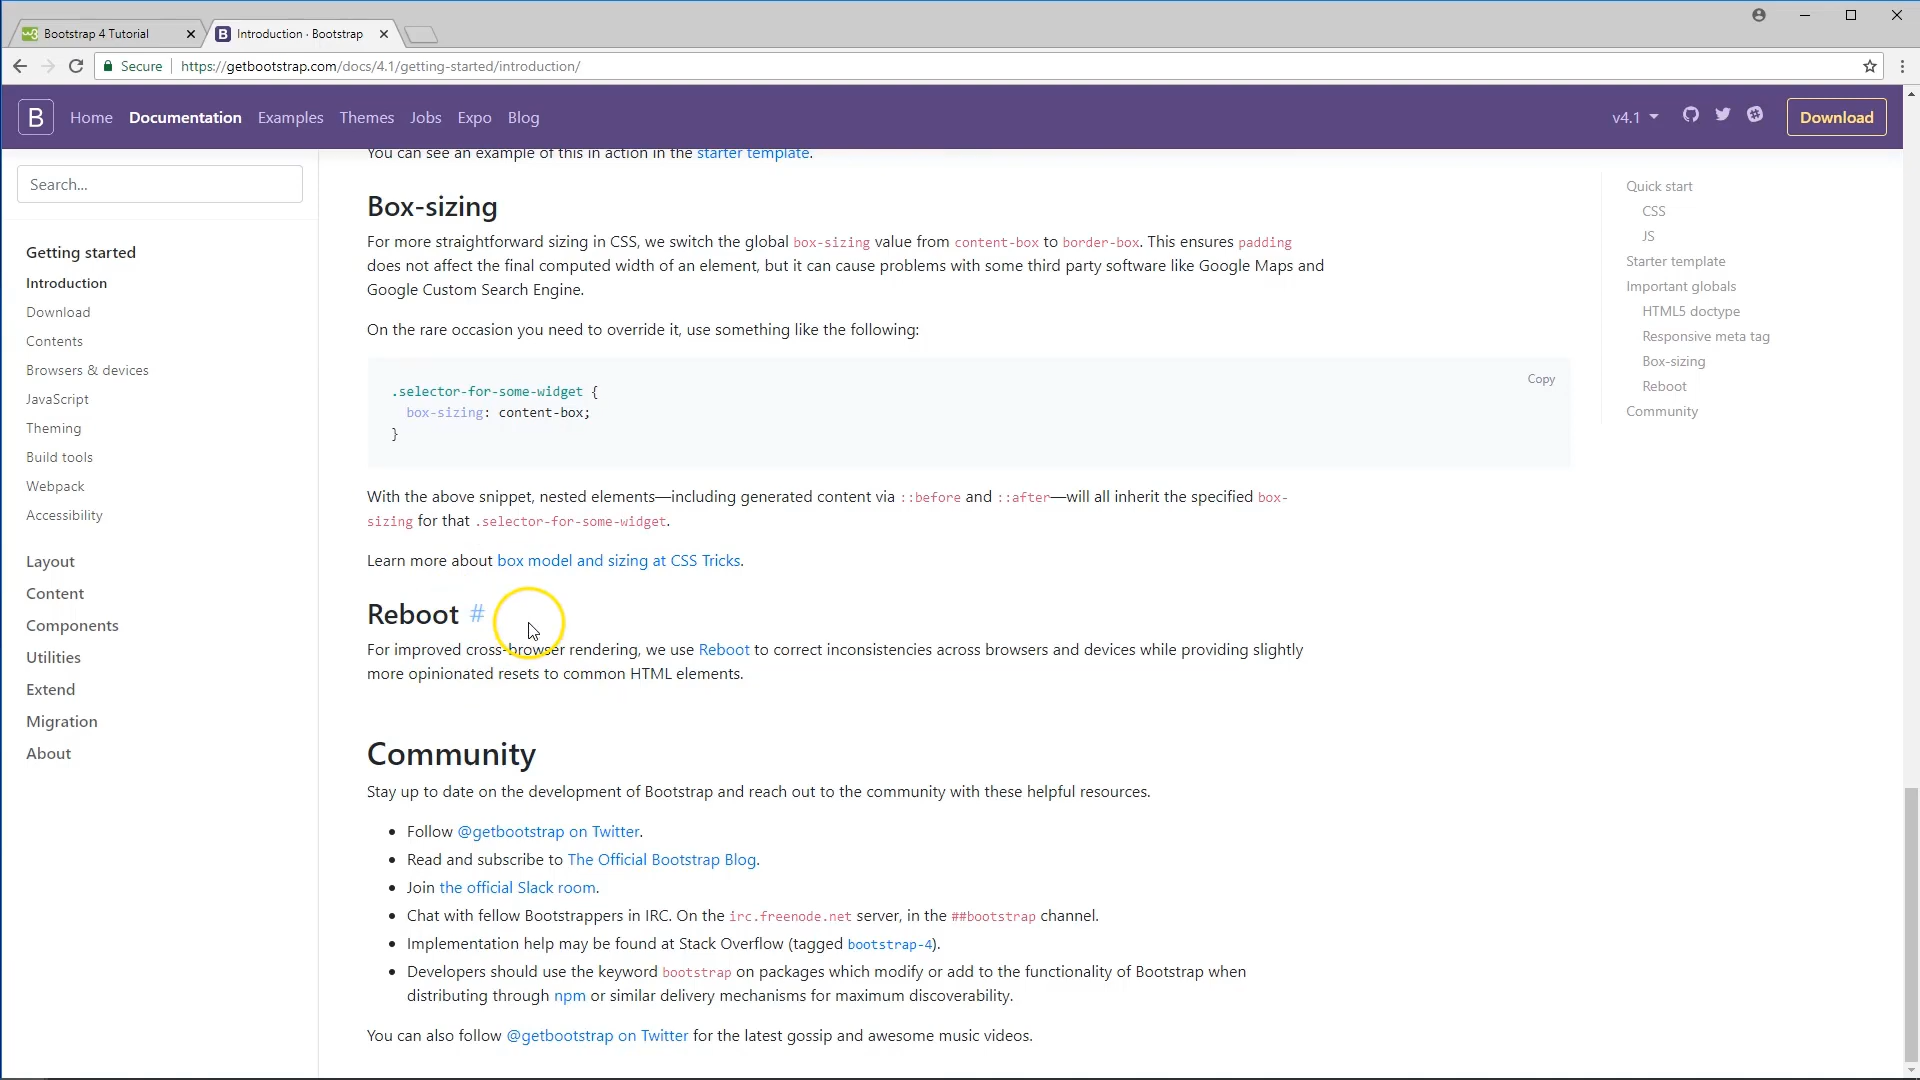 Bootstrap 4 Tutorial
Introduction · Bootstrap
Secure
https://getbootstrap.com/docs/4.1/getting-started/introduction/
B Home Documentation Examples Themes Jobs Expo Blog v4.1 Download
Search...
Getting started
Introduction
Download
Contents
Browsers & devices
JavaScript
Theming
Build tools
Webpack
Accessibility
Layout
Content
Components
Utilities
Extend
Migration
About
You can see an example of this in action in the starter template.
Box-sizing
For more straightforward sizing in CSS, we switch the global box-sizing value from content-box to border-box. This ensures padding
does not affect the final computed width of an element, but it can cause problems with some third party software like Google Maps and
Google Custom Search Engine.
On the rare occasion you need to override it, use something like the following:
Copy
.selector-for-some-widget {
box-sizing: content-box;
}
With the above snippet, nested elements—including generated content via ::before and ::after—will all inherit the specified box-
sizing for that .selector-for-some-widget.
Learn more about box model and sizing at CSS Tricks.
Reboot #
For improved cross-browser rendering, we use Reboot to correct inconsistencies across browsers and devices while providing slightly
more opinionated resets to common HTML elements.
Community
Stay up to date on the development of Bootstrap and reach out to the community with these helpful resources.
• Follow @getbootstrap on Twitter.
• Read and subscribe to The Official Bootstrap Blog.
• Join the official Slack room.
• Chat with fellow Bootstrappers in IRC. On the irc.freenode.net server, in the ##bootstrap channel.
• Implementation help may be found at Stack Overflow (tagged bootstrap-4).
• Developers should use the keyword bootstrap on packages which modify or add to the functionality of Bootstrap when
distributing through npm or similar delivery mechanisms for maximum discoverability.
You can also follow @getbootstrap on Twitter for the latest gossip and awesome music videos.
Quick start
CSS
JS
Starter template
Important globals
HTML5 doctype
Responsive meta tag
Box-sizing
Reboot
Community